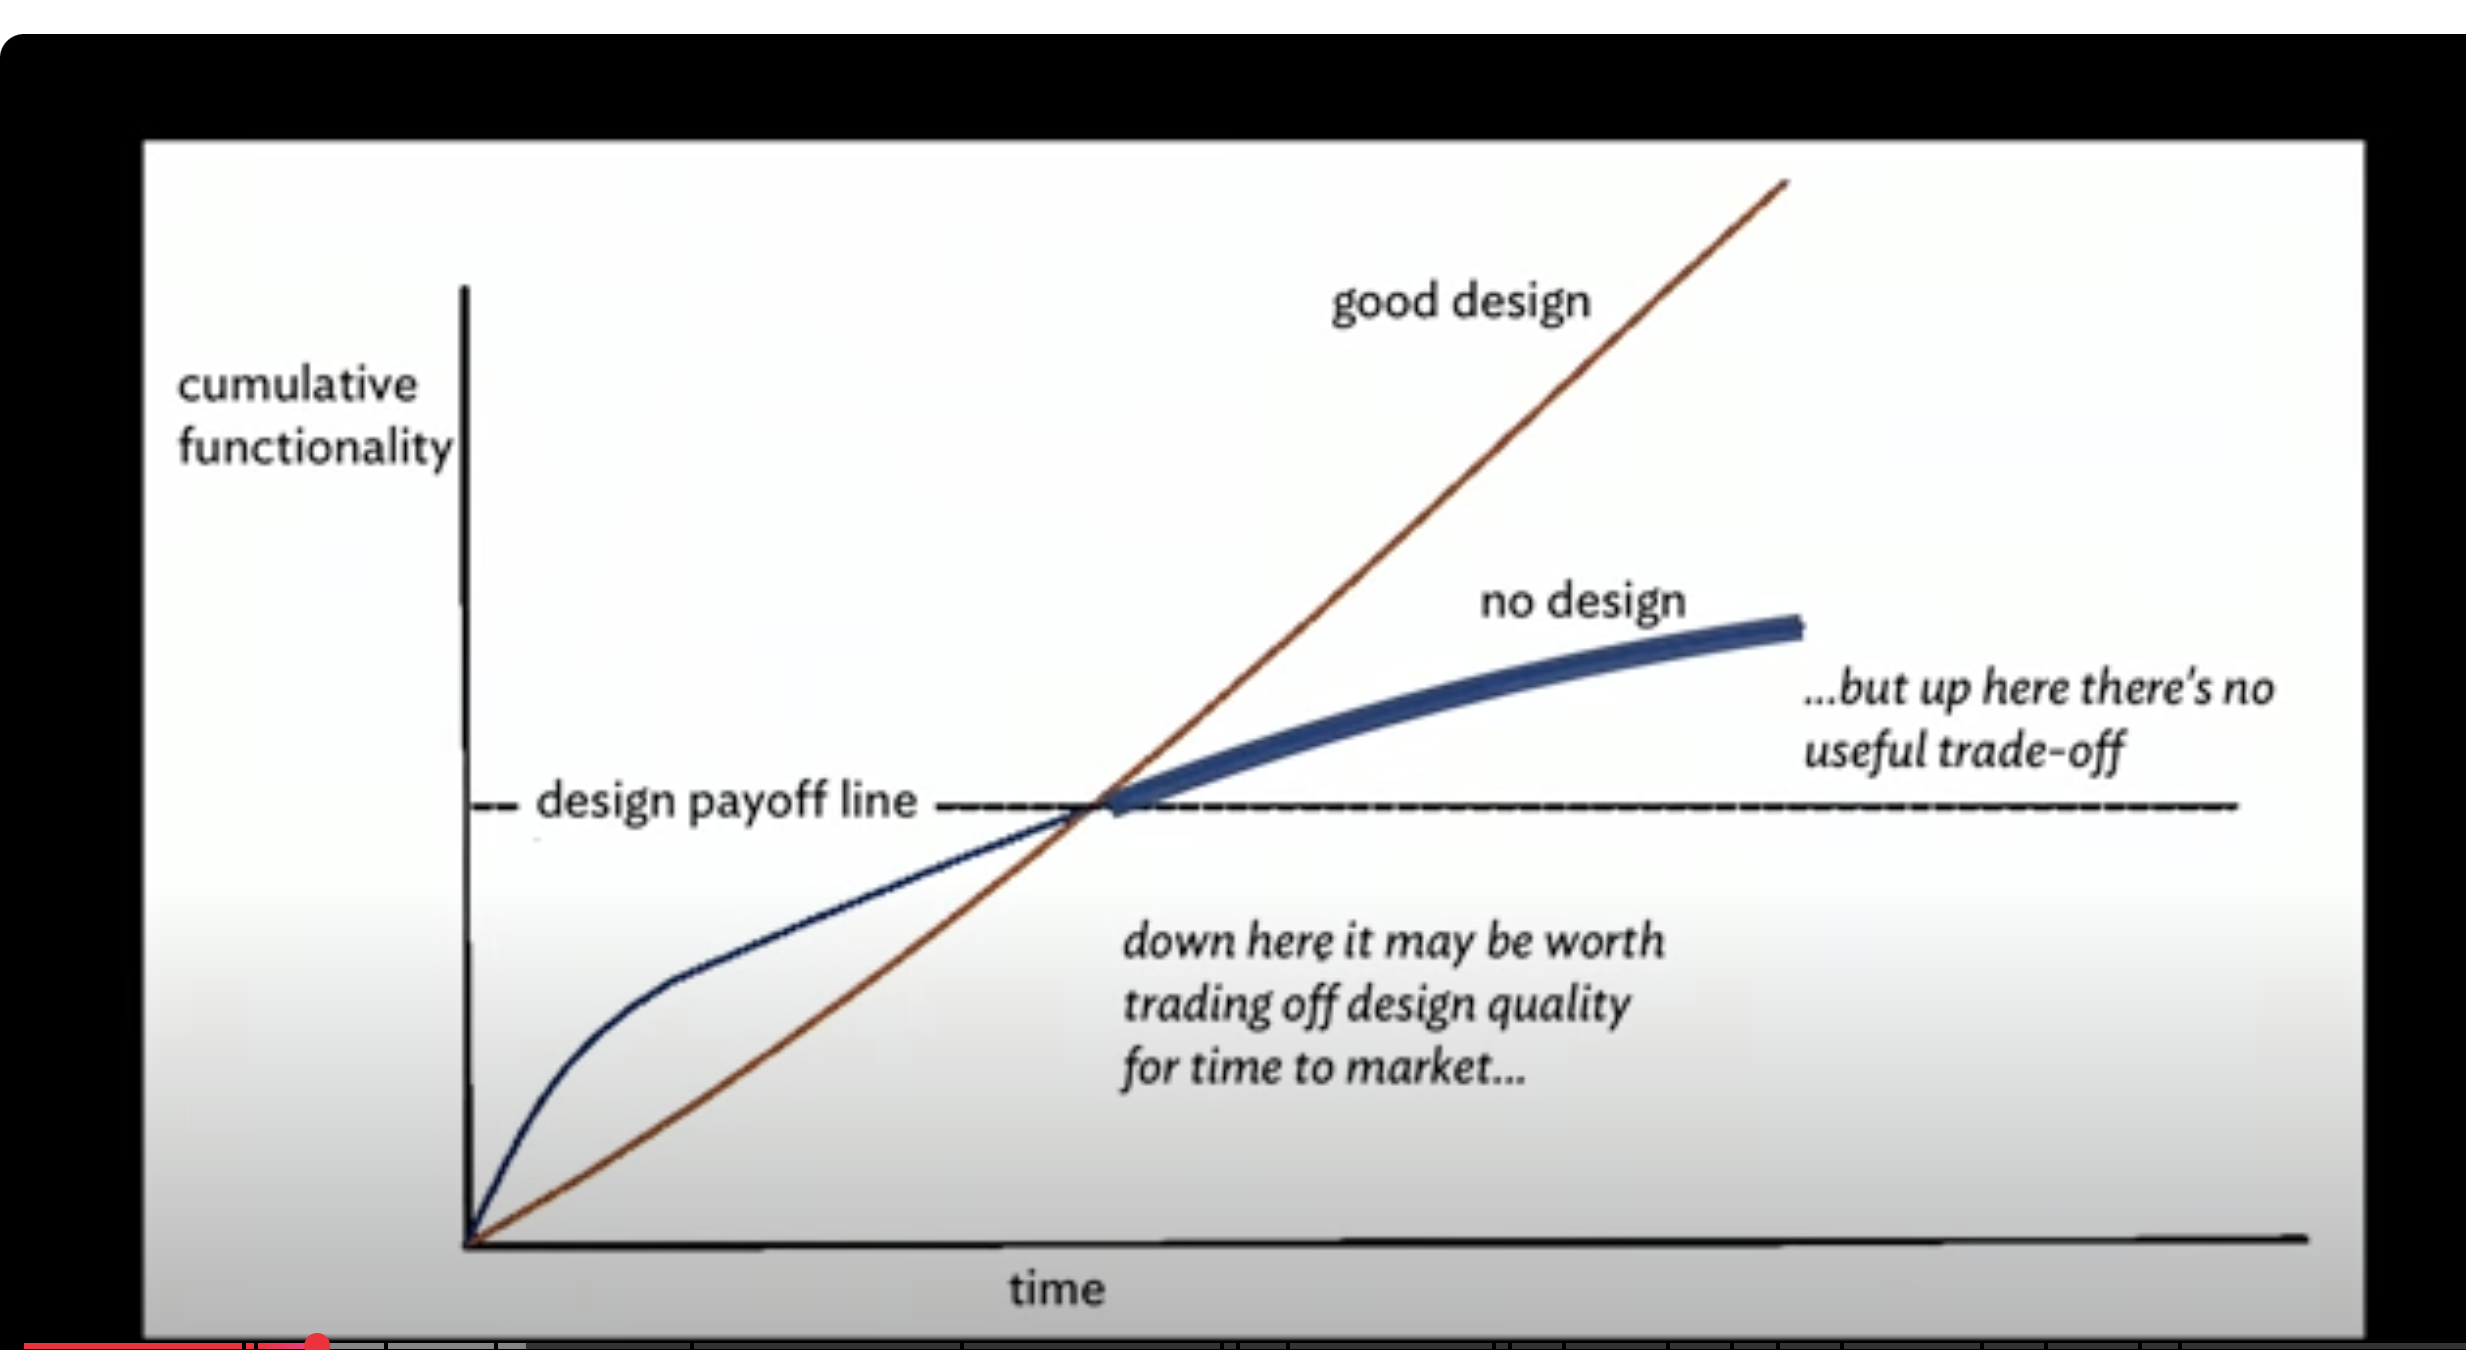 good design
cumulative
functionality
no design
...but up here there's no
useful trade-off
-- design payoff line
down here it may be worth
trading off design quality
for time to market...
time